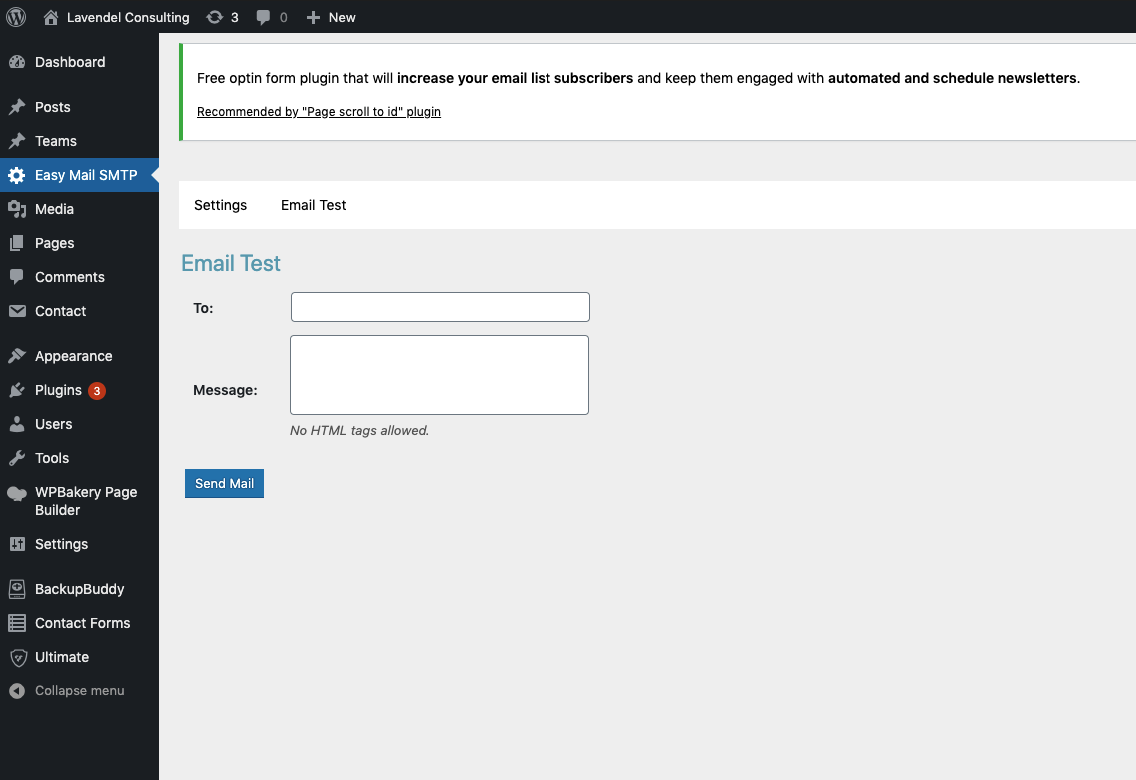 Lavendel Consulting 3 0 New
Dashboard
Posts
Teams
Easy Mail SMTP
Media
Pages
Comments
Contact
Appearance
Plugins 3
Users
Tools
WPBakery Page
Builder
Settings
BackupBuddy
Contact Forms
Ultimate
Collapse menu
Free optin form plugin that will increase your email list subscribers and keep them engaged with automated and schedule newsletters.
Recommended by "Page scroll to id" plugin
Settings Email Test
Email Test
To:
Message:
No HTML tags allowed.
Send Mail